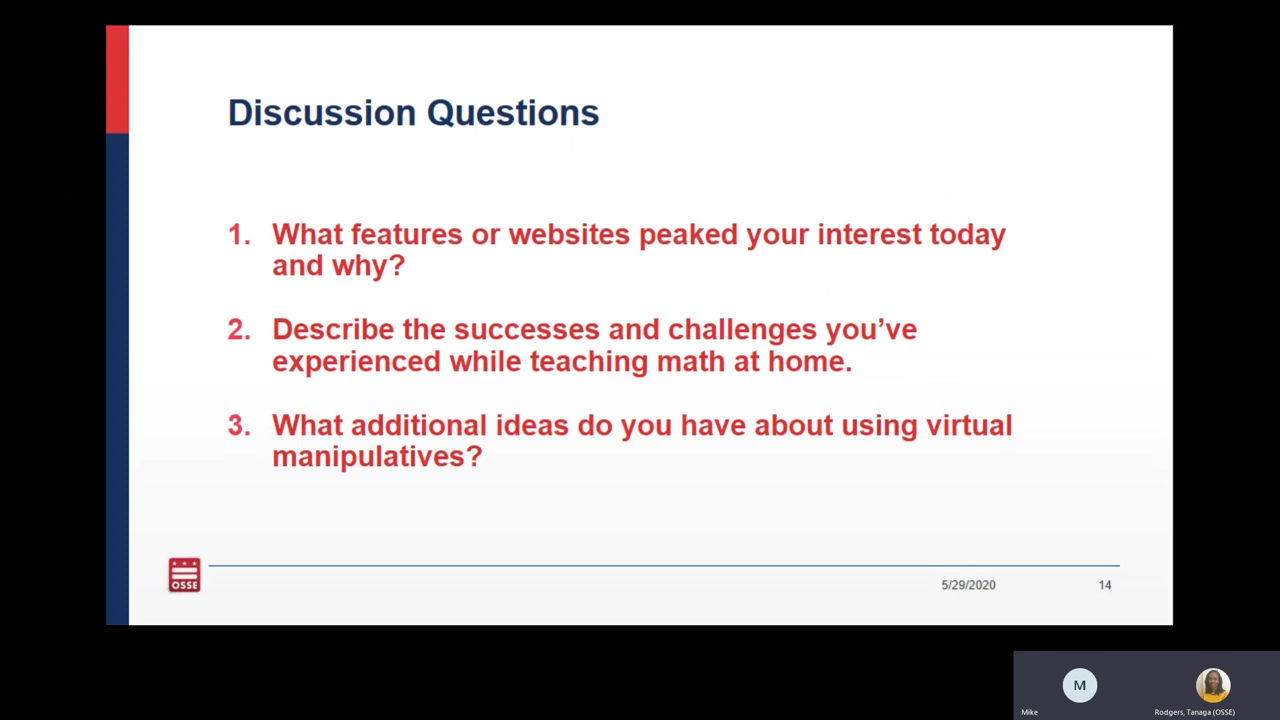 Discussion Questions
1. What features or websites peaked your interest today
and why?
2. Describe the successes and challenges you’ve
experienced while teaching math at home.
3. What additional ideas do you have about using virtual
manipulatives?
OSSE
5/29/2020
14
M
Mike
Rodgers, Tanaga (OSSE)